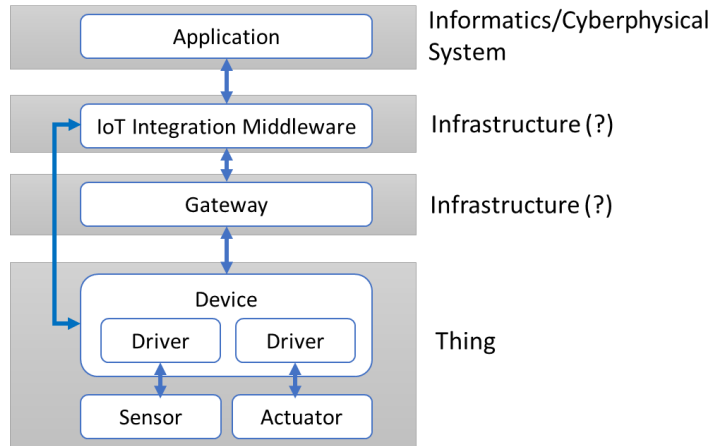 Application
Informatics/Cyberphysical
System
IoT Integration Middleware
Infrastructure (?)
Gateway
Infrastructure (?)
Device
Driver
Driver
Thing
Sensor
Actuator